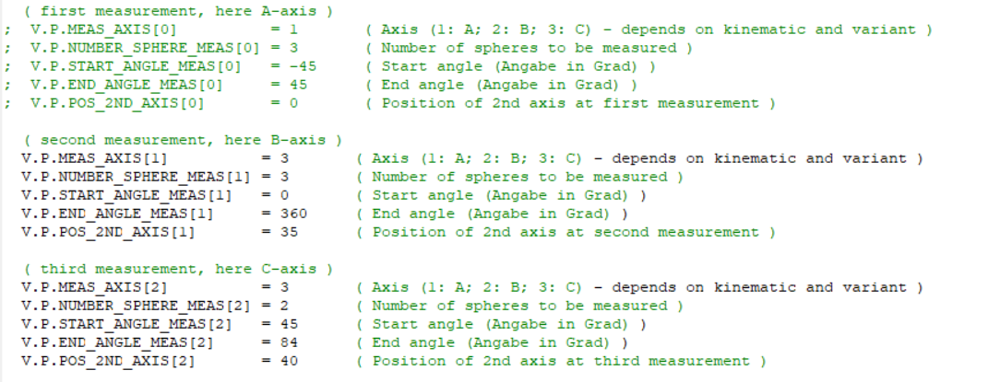 ( first measurement, here A-axis )
; V.P.MEAS_AXIS[0] = 1 ( Axis (1: A; 2: B; 3: C) - depends on kinematic and variant )
; V.P.NUMBER_SPHERE_MEAS[0] = 3 ( Number of spheres to be measured )
; V.P.START_ANGLE_MEAS[0] = -45 ( Start angle (Angabe in Grad) )
; V.P.END_ANGLE_MEAS[0] = 45 ( End angle (Angabe in Grad) )
; V.P.POS_2ND_AXIS[0] = 0 ( Position of 2nd axis at first measurement )
( second measurement, here B-axis )
V.P.MEAS_AXIS[1] = 3 ( Axis (1: A; 2: B; 3: C) - depends on kinematic and variant )
V.P.NUMBER_SPHERE_MEAS[1] = 3 ( Number of spheres to be measured )
V.P.START_ANGLE_MEAS[1] = 0 ( Start angle (Angabe in Grad) )
V.P.END_ANGLE_MEAS[1] = 360 ( End angle (Angabe in Grad) )
V.P.POS_2ND_AXIS[1] = 35 ( Position of 2nd axis at second measurement )
( third measurement, here C-axis )
V.P.MEAS_AXIS[2] = 3 ( Axis (1: A; 2: B; 3: C) - depends on kinematic and variant )
V.P.NUMBER_SPHERE_MEAS[2] = 2 ( Number of spheres to be measured )
V.P.START_ANGLE_MEAS[2] = 45 ( Start angle (Angabe in Grad) )
V.P.END_ANGLE_MEAS[2] = 84 ( End angle (Angabe in Grad) )
V.P.POS_2ND_AXIS[2] = 40 ( Position of 2nd axis at third measurement )